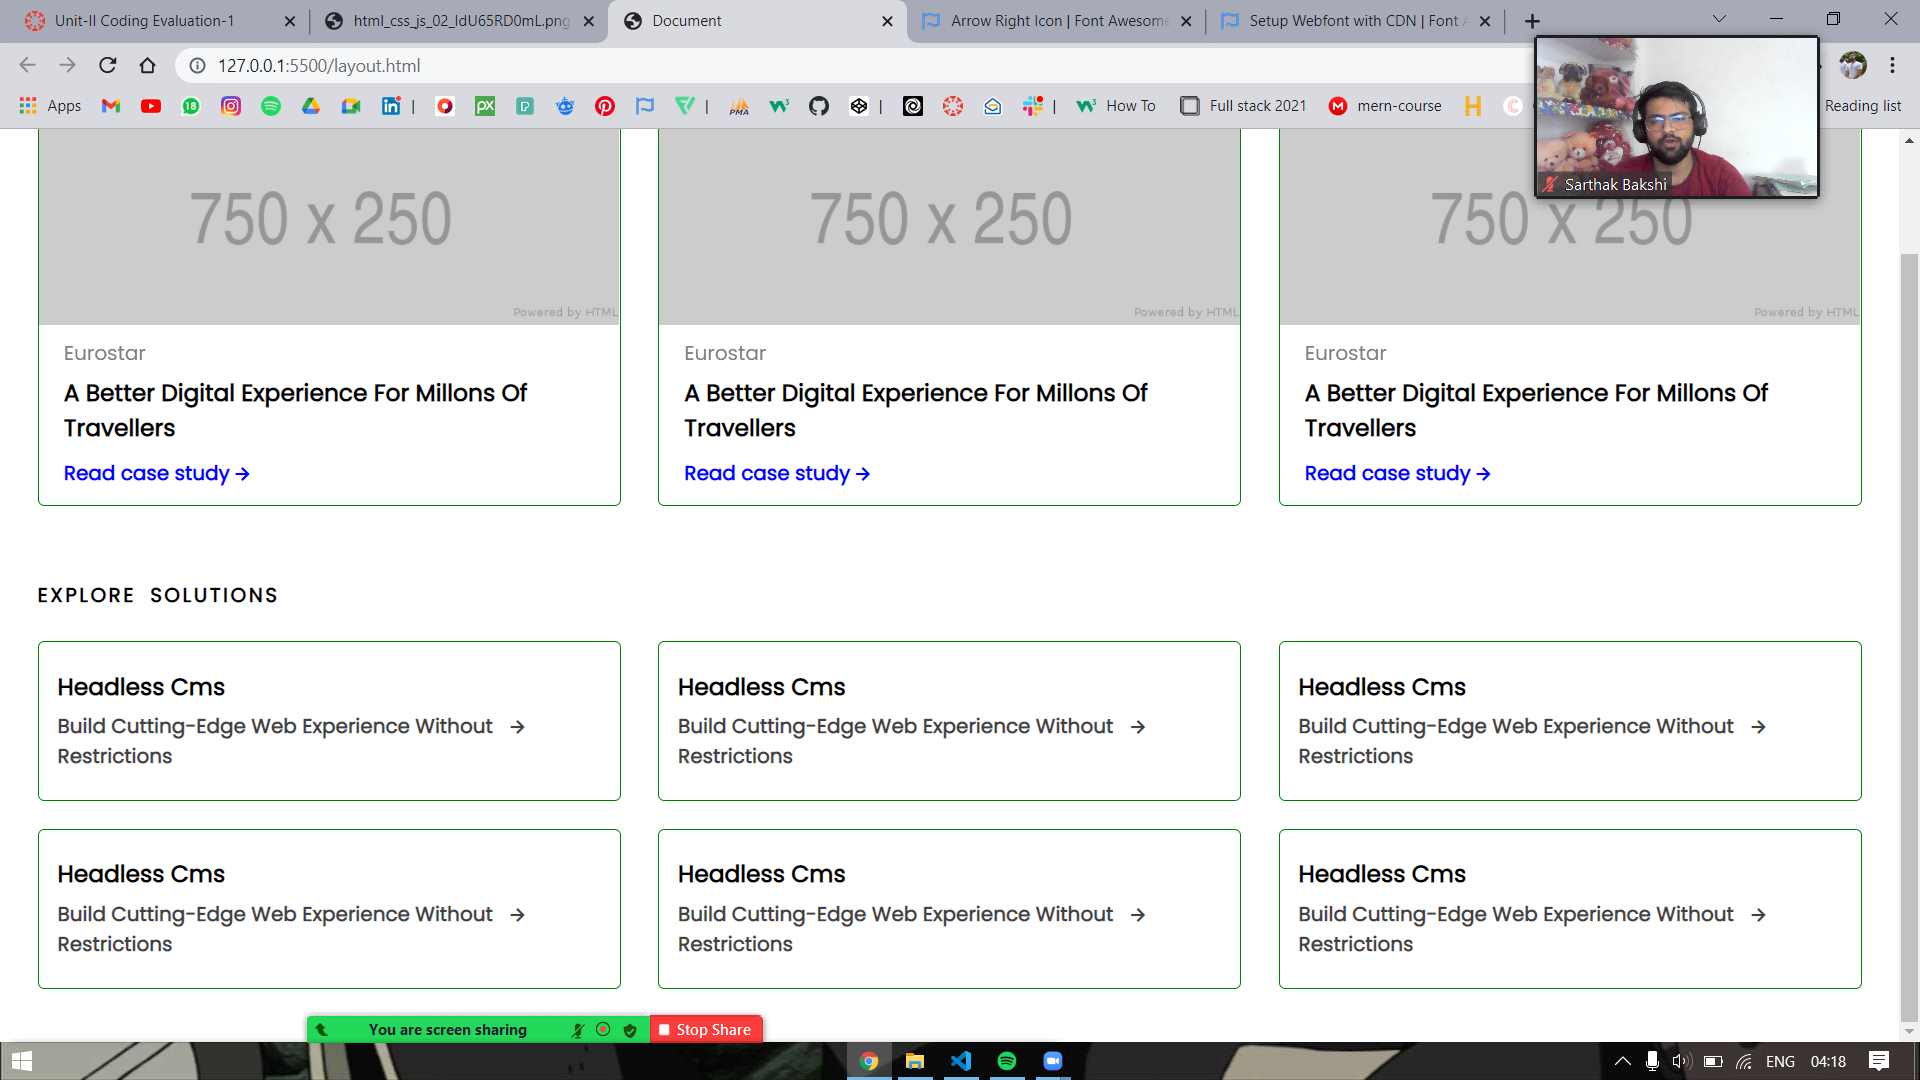 Unit-II Coding Evaluation-1
html_css_js_02_IdU65RD0mL.png
Document
Arrow Right Icon | Font Awesome
Setup Webfont with CDN | Font A
127.0.0.1:5500/layout.html
Apps
How To
Full stack 2021
mern-course
Reading list
Sarthak Bakshi
750 x 250
750 x 250
750 x 250
Powered by HTML
Powered by HTML
Powered by HTML
Eurostar
Eurostar
Eurostar
A Better Digital Experience For Millons Of
Travellers
A Better Digital Experience For Millons Of
Travellers
A Better Digital Experience For Millons Of
Travellers
Read case study →
Read case study →
Read case study →
EXPLORE SOLUTIONS
Headless Cms
Build Cutting-Edge Web Experience Without →
Restrictions
Headless Cms
Build Cutting-Edge Web Experience Without →
Restrictions
Headless Cms
Build Cutting-Edge Web Experience Without →
Restrictions
Headless Cms
Build Cutting-Edge Web Experience Without →
Restrictions
Headless Cms
Build Cutting-Edge Web Experience Without →
Restrictions
Headless Cms
Build Cutting-Edge Web Experience Without →
Restrictions
You are screen sharing
Stop Share
ENG
04:18